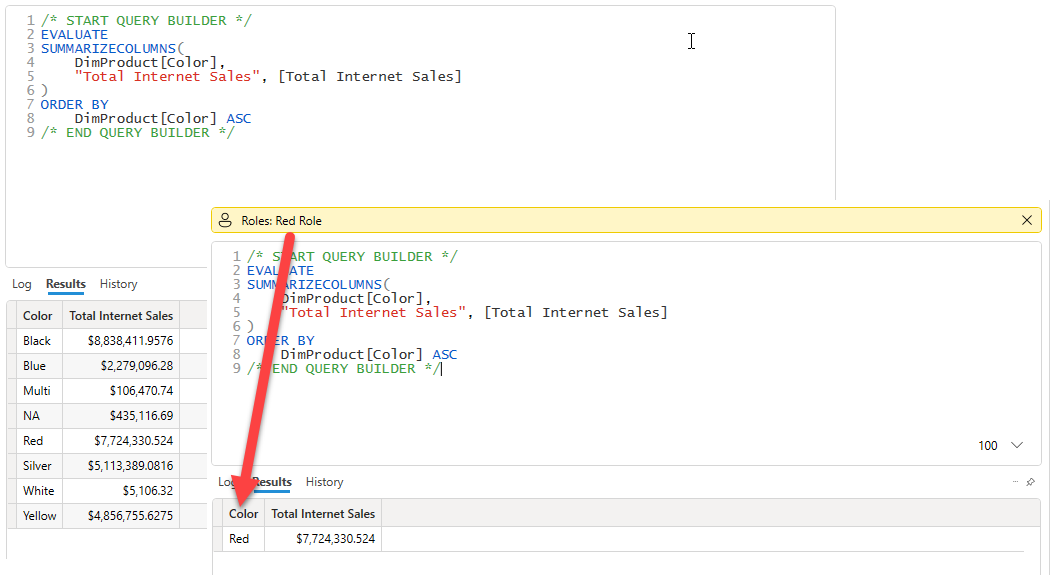 1 /* START QUERY BUILDER */
2 EVALUATE
3 SUMMARIZECOLUMNS(
4 DimProduct[Color],
5 "Total Internet Sales", [Total Internet Sales]
6 )
7 ORDER BY
8 DimProduct[Color] ASC
9 /* END QUERY BUILDER */
Log Results History
Color Total Internet Sales
Black $8,838,411.9576
Blue $2,279,096.28
Multi $106,470.74
NA $435,116.69
Red $7,724,330.524
Silver $5,113,389.0816
White $5,106.32
Yellow $4,856,755.6275
Roles: Red Role
1 /* START QUERY BUILDER */
2 EVALUATE
3 SUMMARIZECOLUMNS(
4 DimProduct[Color],
5 "Total Internet Sales", [Total Internet Sales]
6 )
7 ORDER BY
8 DimProduct[Color] ASC
9 /* END QUERY BUILDER */
100
Log Results History
Color Total Internet Sales
Red $7,724,330.524